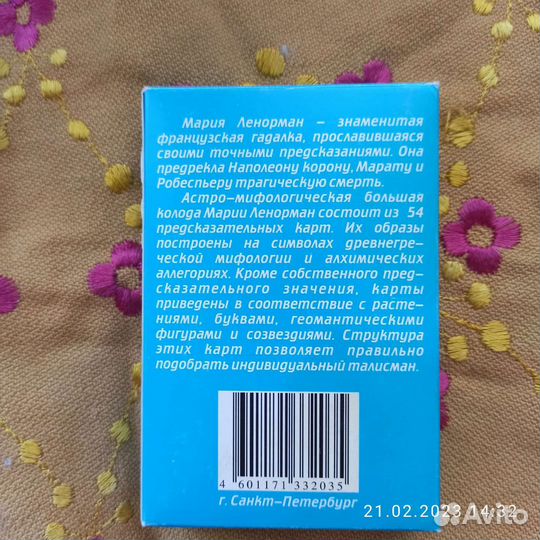 Мария Ленорман – знаменитая
французская гадалка, прославившаяся
своими точными предсказаниями. Она
предрекла Наполеону корону, Марату и
Робеспьеру трагическую смерть.
Астро-мифологическая большая
колода Марии Ленорман состоит из 54
предсказательных карт. Их образы
построены на символах древнегре-
ческой мифологии и алхимических
аллегориях. Кроме собственного пред-
сказательного значения, карты
приведены в соответствие с расте-
ниями, буквами, геомантическими
фигурами и созвездиями. Структура
этих карт позволяет правильно
подобрать индивидуальный талисман.
4 601171 332035
г. Санкт-Петербург
21.02.2023 14:32
Avito